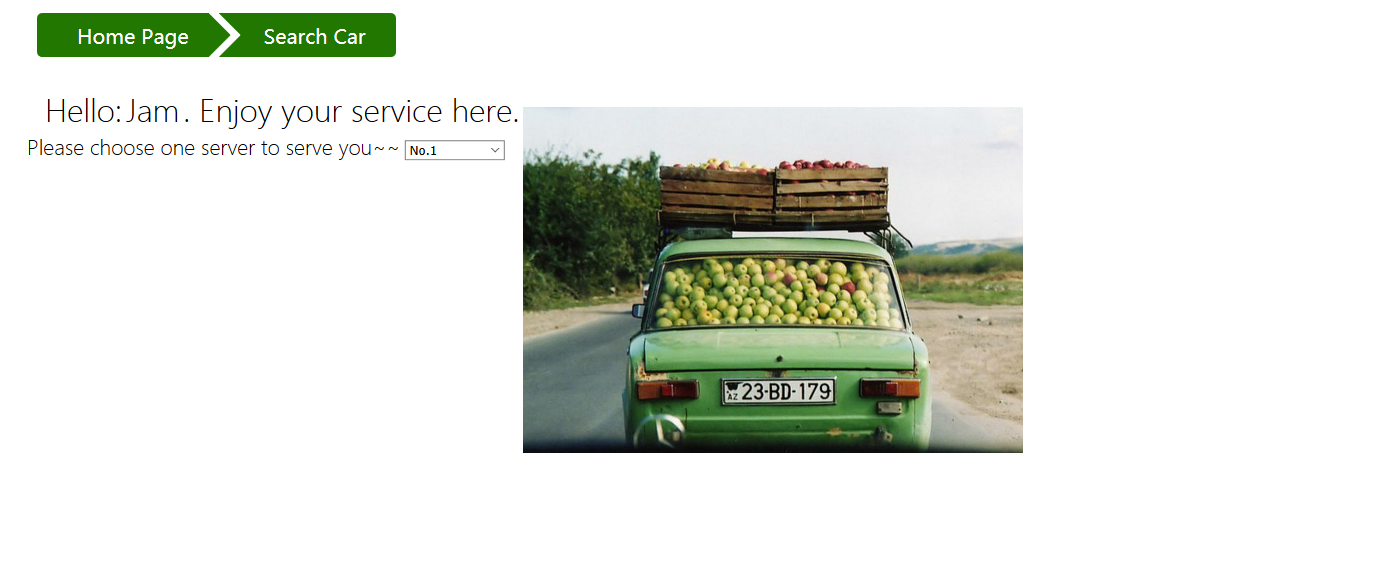 Home Page
Search Car
Hello:Jam. Enjoy your service here.
Please choose one server to serve you~~ No.1
AZ 23-BD-179